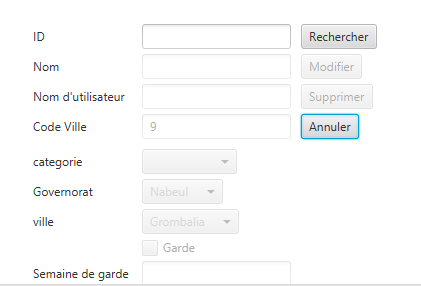 ID Rechercher
Nom Modifier
Nom d'utilisateur Supprimer
Code Ville 9 Annuler
categorie
Governorat Nabeul
ville Grombalia
Garde
Semaine de garde